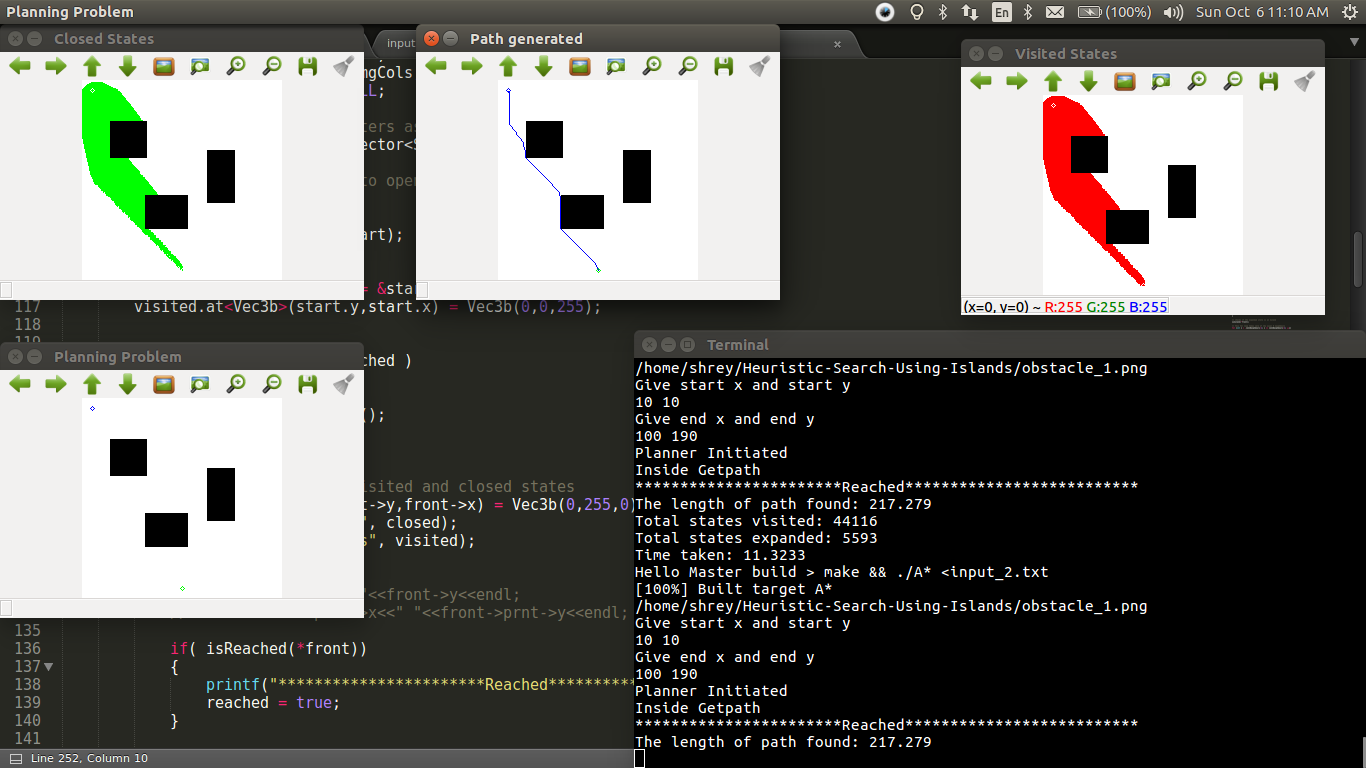 Planning Problem
En
(100%)
Sun Oct 6 11:10 AM
Closed States
input
Path generated
Visited States
mgCols
LL;
ters as
ector<S
to oper
art);
= &star
117 visited.at<Vec3b>(start.y,start.x) = Vec3b(0,0,255);
118
(x=0, y=0) ~ R:255 G:255 B:255
Planning Problem
ched )
();
isited and closed states
t->y,front->x) = Vec3b(0,255,0)
", closed);
s", visited);
"<<front->y<<endl;
x<<" "<<front->prnt->y<<endl;
135
136 if( isReached(*front))
137 {
138 printf("***********************Reached**********
139 reached = true;
140 }
141
Line 252, Column 10
Terminal
/home/shrey/Heuristic-Search-Using-Islands/obstacle_1.png
Give start x and start y
10 10
Give end x and end y
100 190
Planner Initiated
Inside Getpath
***********************Reached**************************
The length of path found: 217.279
Total states visited: 44116
Total states expanded: 5593
Time taken: 11.3233
Hello Master build > make && ./A* <input_2.txt
[100%] Built target A*
/home/shrey/Heuristic-Search-Using-Islands/obstacle_1.png
Give start x and start y
10 10
Give end x and end y
100 190
Planner Initiated
Inside Getpath
***********************Reached**************************
The length of path found: 217.279